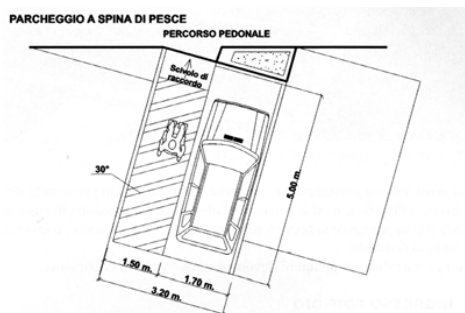 PARCHEGGIO A SPINA DI PESCE
PERCORSO PEDONALE
Scivolo di
raccordo
30°
5.00 m.
1.50 m.
1.70 m.
3.20 m.